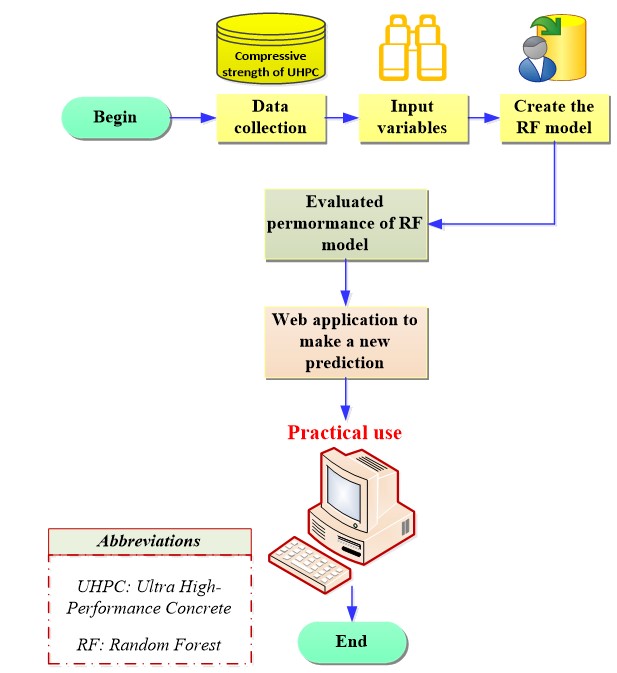 Compressive
strength of UHPC
Begin
Data
collection
Input
variables
Create the
RF model
Evaluated
permormance of RF
model
Web application to
make a new
prediction
Practical use
Abbreviations
UHPC: Ultra High-
Performance Concrete
RF: Random Forest
End